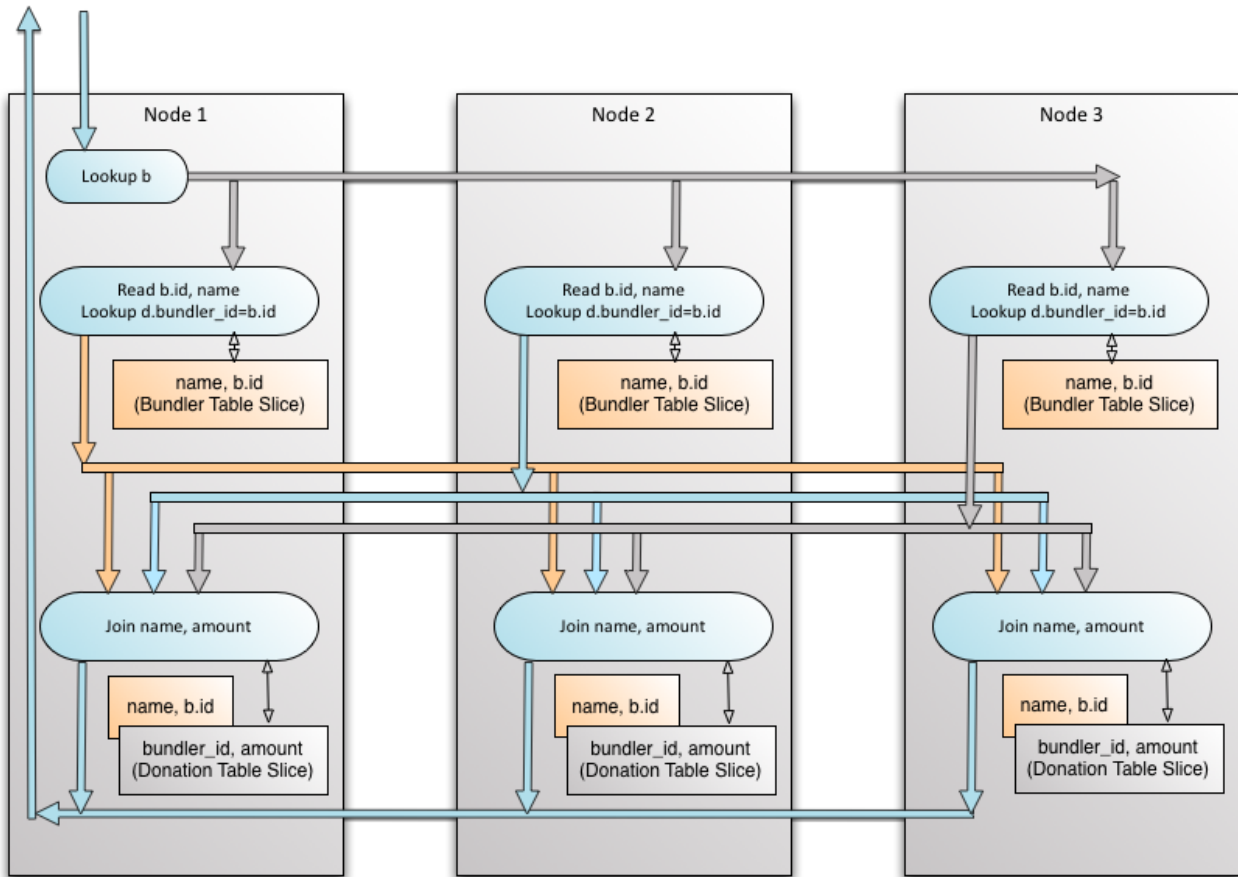 Node 1
Node 2
Node 3
Lookup b
Read b.id, name
Lookup d.bundler_id=b.id
Read b.id, name
Lookup d.bundler_id=b.id
Read b.id, name
Lookup d.bundler_id=b.id
name, b.id
(Bundler Table Slice)
name, b.id
(Bundler Table Slice)
name, b.id
(Bundler Table Slice)
Join name, amount
Join name, amount
Join name, amount
name, b.id
bundler_id, amount
(Donation Table Slice)
name, b.id
bundler_id, amount
(Donation Table Slice)
name, b.id
bundler_id, amount
(Donation Table Slice)